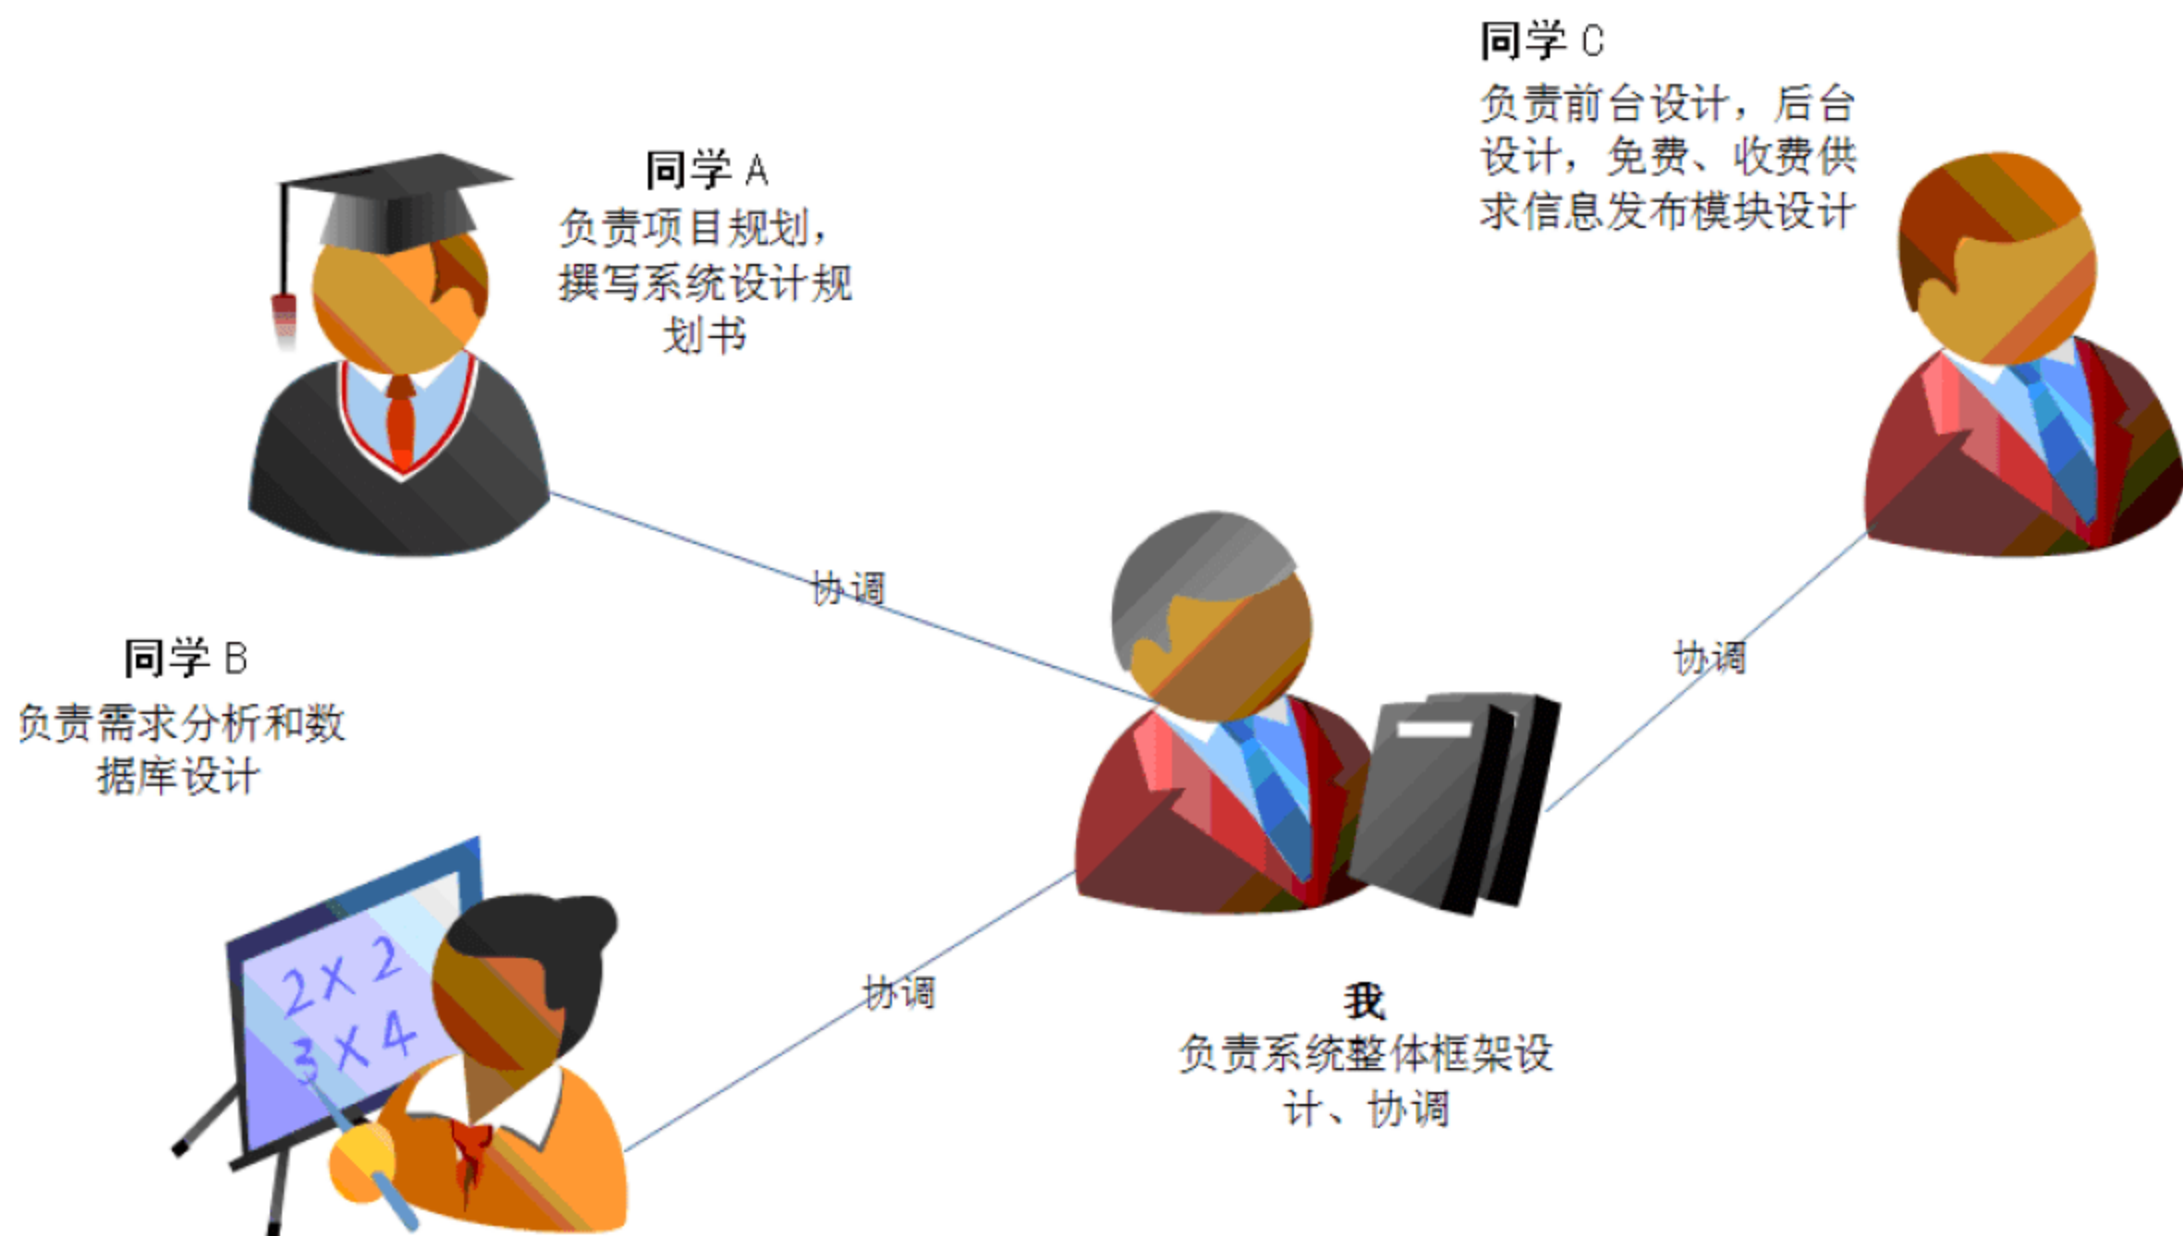 同学 C
负责前台设计，后台
设计，免费、收费供
求信息发布模块设计
同学 A
负责项目规划，
撰写系统设计规
划书
协调
同学 B
负责需求分析和数
据库设计
协调
2 X 2
3 X 4
协调
我
负责系统整体框架设
计、协调